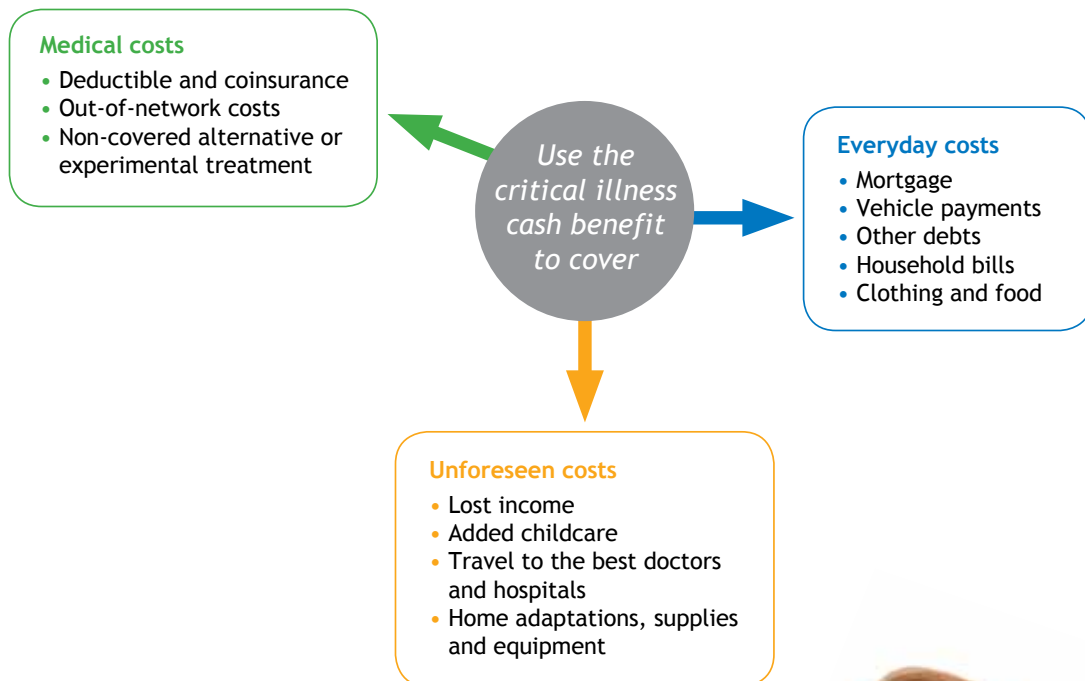 Medical costs
• Deductible and coinsurance
• Out-of-network costs
• Non-covered alternative or
experimental treatment
Use the
critical illness
cash benefit
to cover
Everyday costs
• Mortgage
• Vehicle payments
• Other debts
• Household bills
• Clothing and food
Unforeseen costs
• Lost income
• Added childcare
• Travel to the best doctors
and hospitals
• Home adaptations, supplies
and equipment